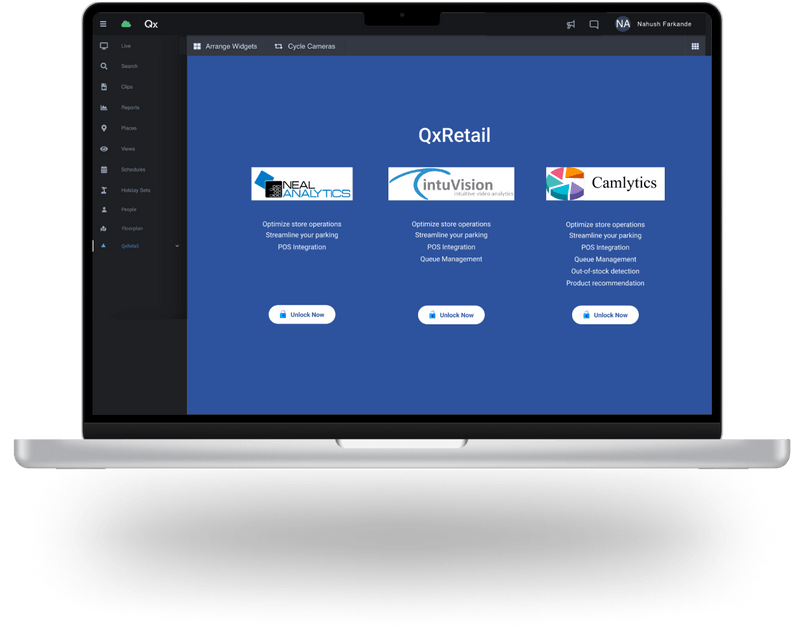 Qx
NA
Nahush Farkande
Live
Search
Clips
Reports
Places
Views
Schedules
Holiday Sets
People
Floorplan
QxRetail
Arrange Widgets
Cycle Cameras
QxRetail
NEAL
ANALYTICS
Optimize store operations
Streamline your parking
POS Integration
Unlock Now
intuVision
intuitive video analytics
Optimize store operations
Streamline your parking
POS Integration
Queue Management
Unlock Now
Camlytics
Optimize store operations
Streamline your parking
POS Integration
Queue Management
Out-of-stock detection
Product recommendation
Unlock Now